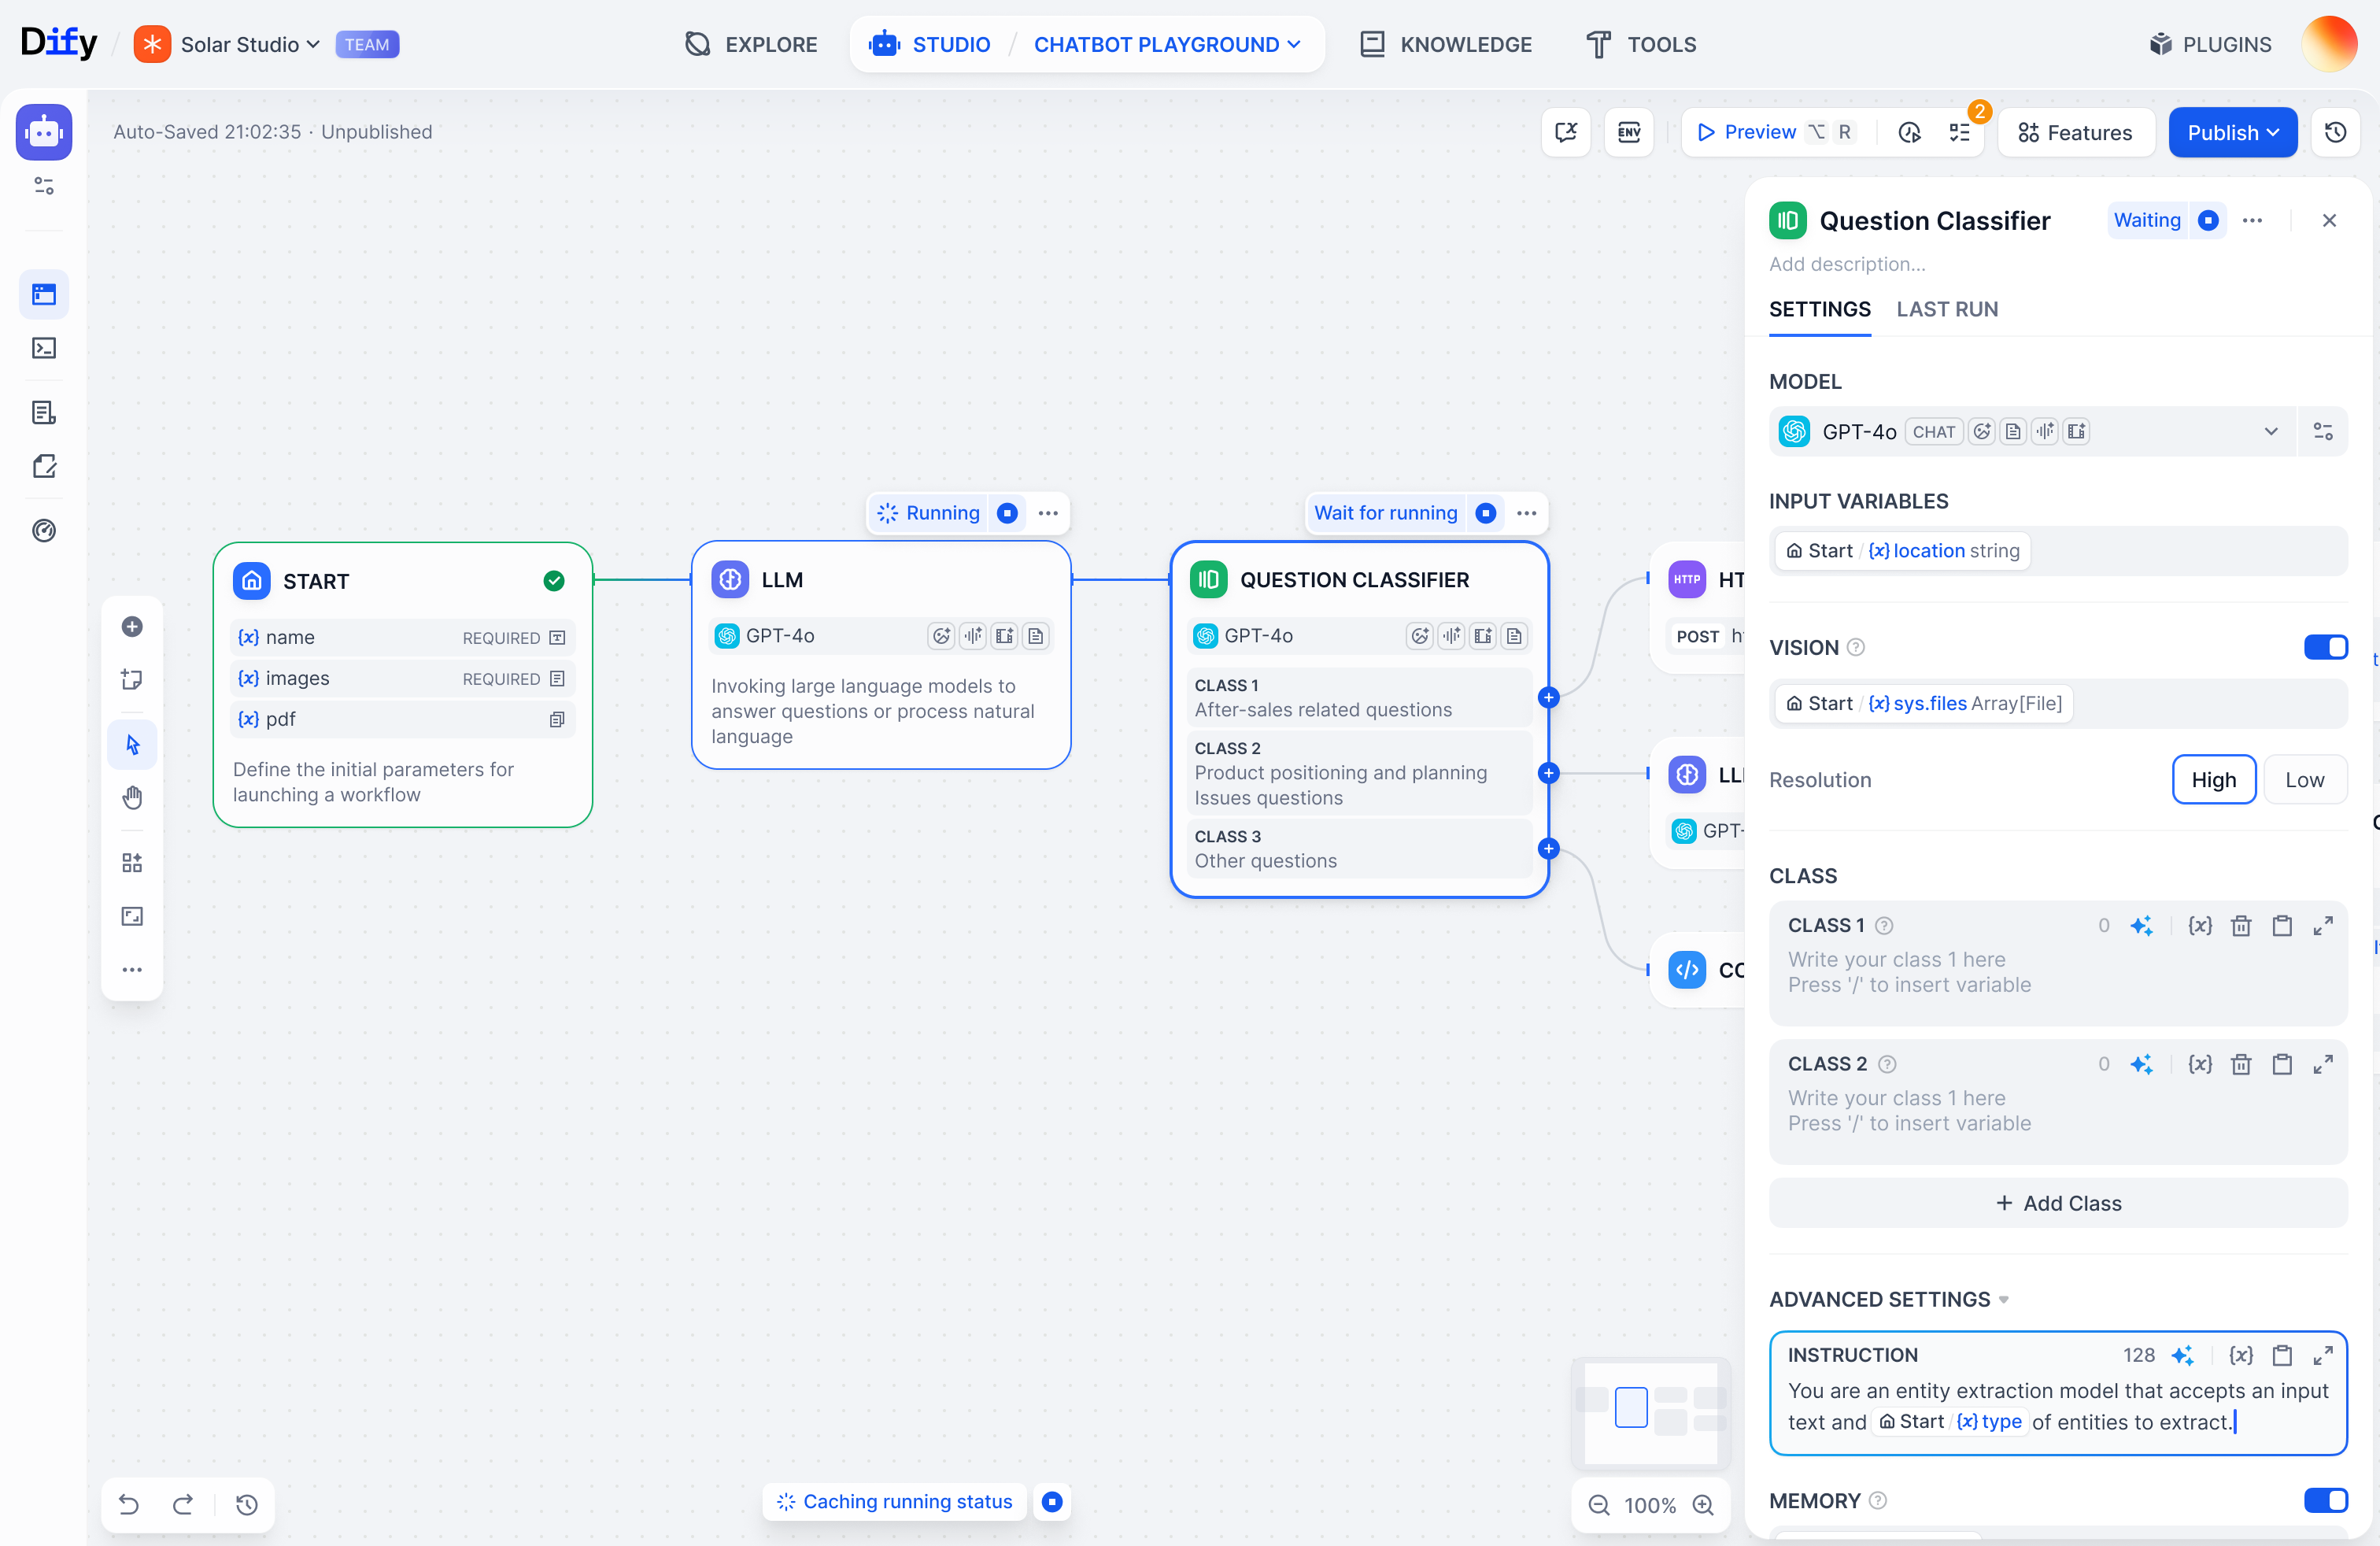 Dify / Solar Studio TEAM
EXPLORE
STUDIO / CHATBOT PLAYGROUND
KNOWLEDGE
TOOLS
PLUGINS
Auto-Saved 21:02:35 · Unpublished
ENV
Preview ⌥ R
2
Features
Publish
START
{x} name REQUIRED
{x} images REQUIRED
{x} pdf
Define the initial parameters for
launching a workflow
Running
LLM
GPT-4o
Invoking large language models to
answer questions or process natural
language
Wait for running
QUESTION CLASSIFIER
GPT-4o
CLASS 1
After-sales related questions
CLASS 2
Product positioning and planning
Issues questions
CLASS 3
Other questions
HTTP
POST
GPT-
Caching running status
100%
Question Classifier
Waiting
Add description...
SETTINGS
LAST RUN
MODEL
GPT-4o CHAT
INPUT VARIABLES
Start / {x} location string
VISION
Start / {x} sys.files Array[File]
Resolution
High
Low
CLASS
CLASS 1 0 {x}
Write your class 1 here
Press '/' to insert variable
CLASS 2 0 {x}
Write your class 1 here
Press '/' to insert variable
+ Add Class
ADVANCED SETTINGS
INSTRUCTION 128 {x}
You are an entity extraction model that accepts an input
text and Start / {x} type of entities to extract.
MEMORY